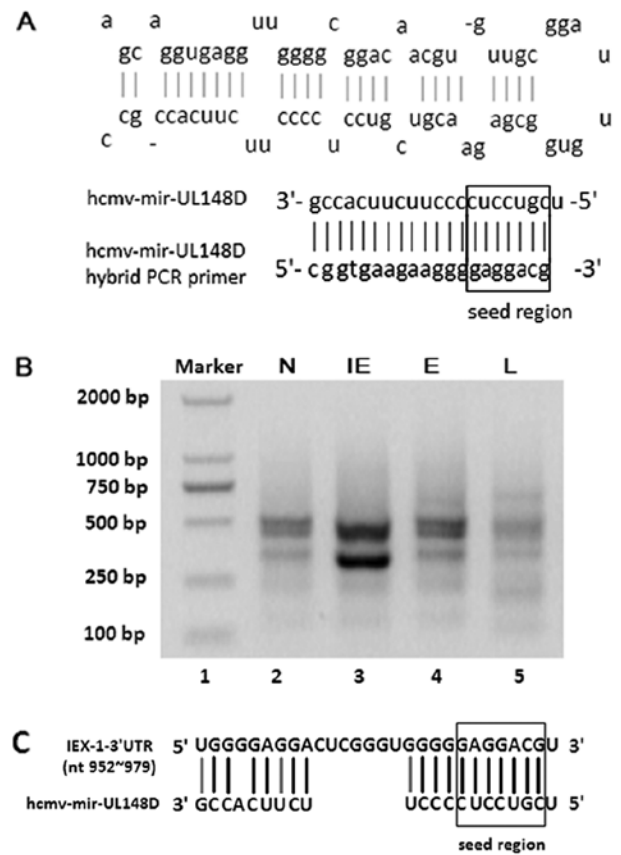 A
a a uu c a -g gga
gc ggugagg gggg ggac acgu uugc u
cg ccacuuc cccc ccug ugca agcg u
c - uu u c ag gug
hcmv-mir-UL148D 3'- gccacuucuuccccuccugcu -5'
hcmv-mir-UL148D
hybrid PCR primer 5'- cggtgaagaaggggaggacg -3'
seed region
B
Marker N IE E L
2000 bp
1000 bp
750 bp
500 bp
250 bp
100 bp
1 2 3 4 5
C
IEX-1-3'UTR 5' UGGGGAGGACUCGGGUGGGGGAGGACGU 3'
(nt 952~979)
hcmv-mir-UL148D 3' GCCACUUCU UCCCCUCCUGCU 5'
seed region